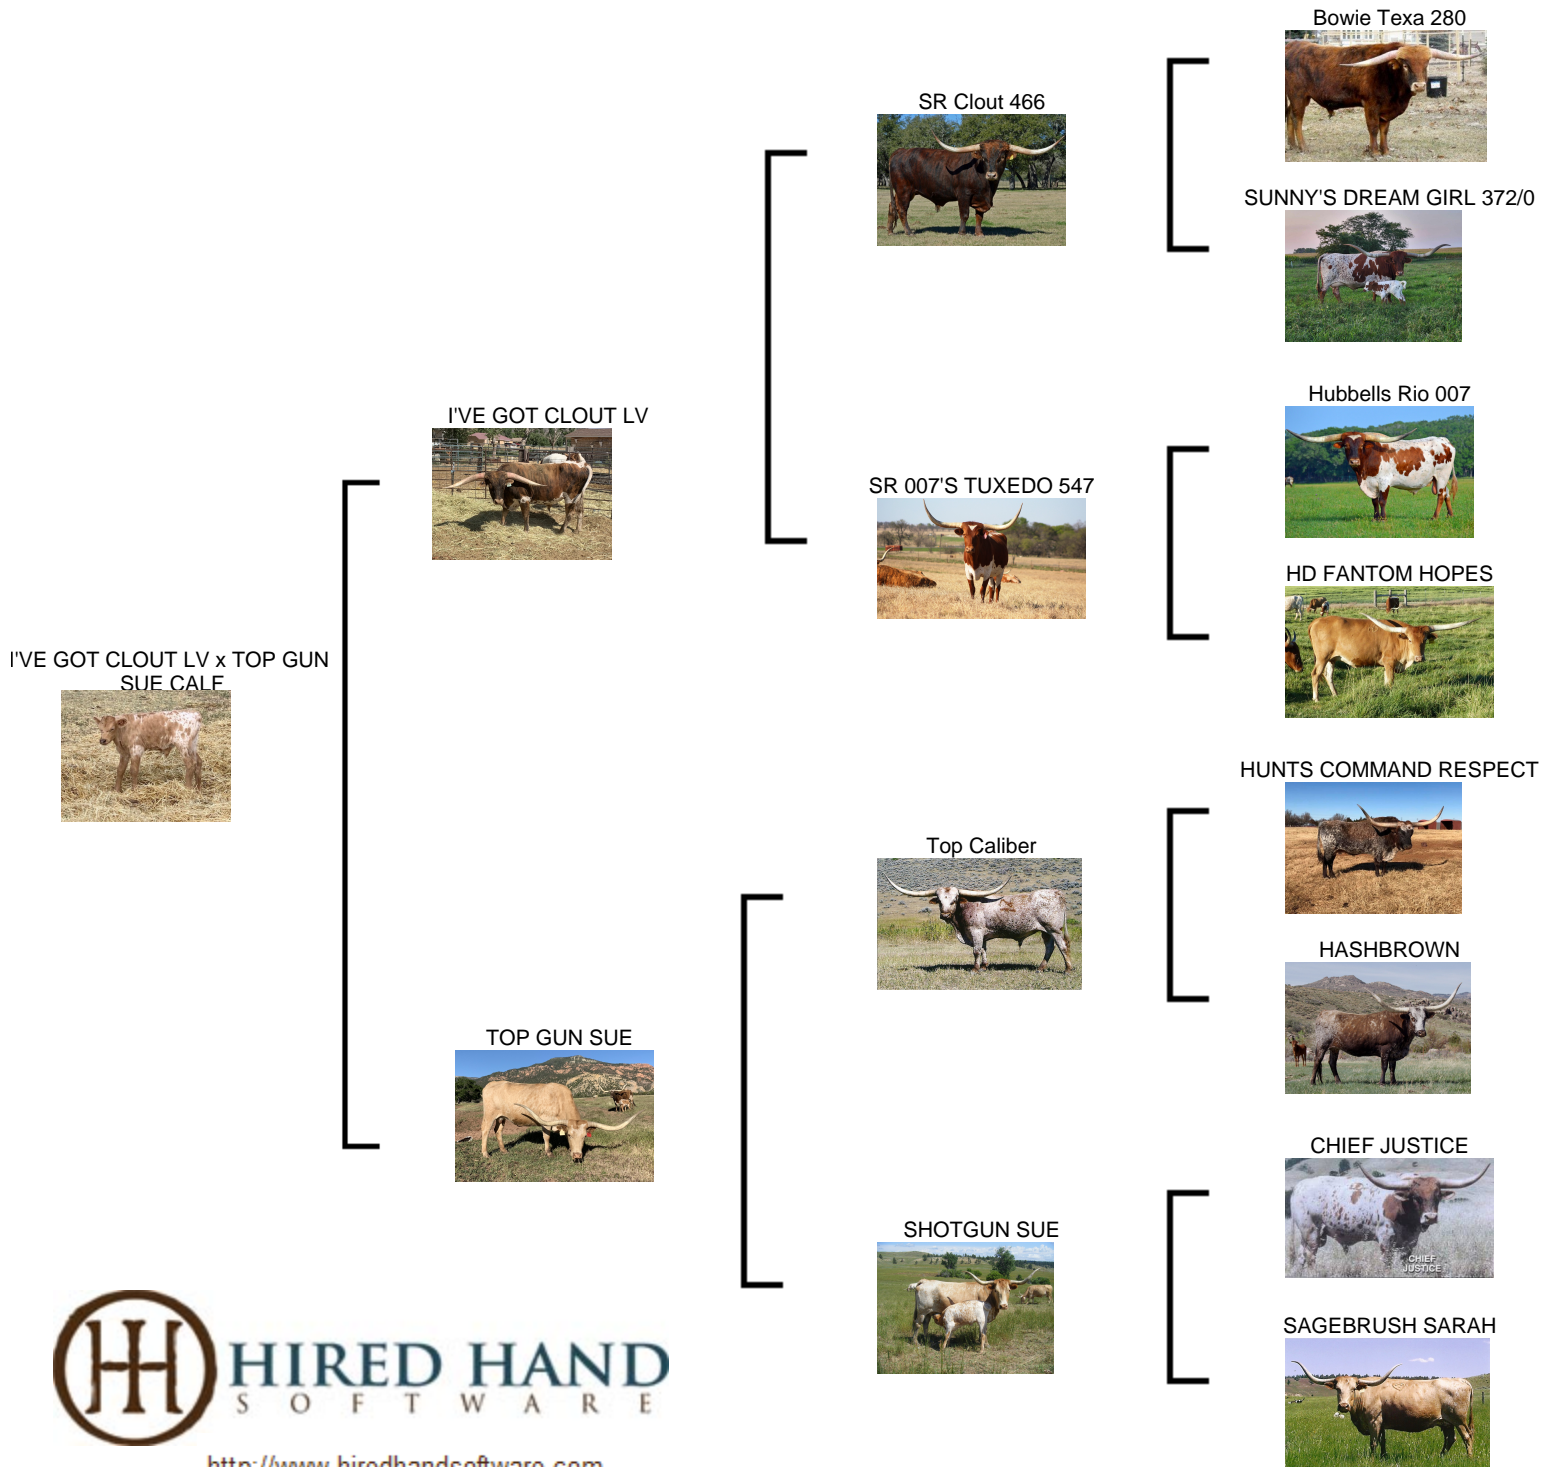 Bowie Texa 280
SR Clout 466
SUNNY'S DREAM GIRL 372/0
I'VE GOT CLOUT LV
Hubbells Rio 007
SR 007'S TUXEDO 547
HD FANTOM HOPES
I'VE GOT CLOUT LV x TOP GUN
SUE CALF
HUNTS COMMAND RESPECT
Top Caliber
HASHBROWN
TOP GUN SUE
CHIEF JUSTICE
CHIEF
JUSTICE
SHOTGUN SUE
SAGEBRUSH SARAH
HIRED HAND
SOFTWARE
http://www.hiredhandsoftware.com